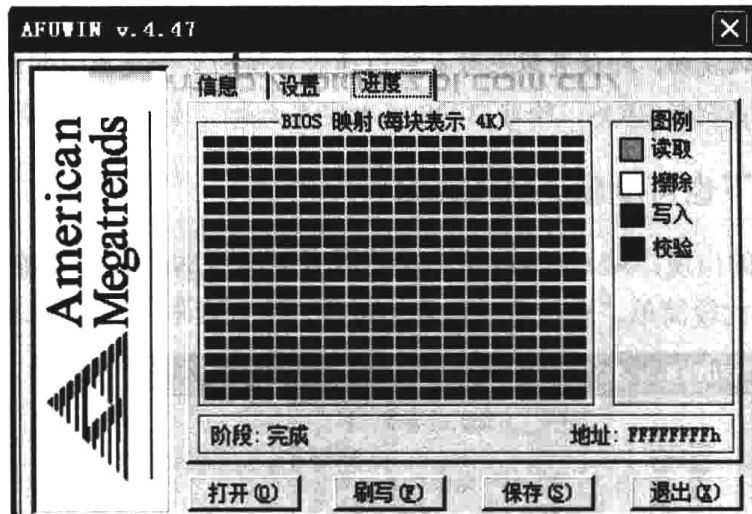 AFUWIN v.4.47
信息 设置 进度
BIOS 映射(每块表示 4K)
图例
读取
擦除
写入
校验
American
Megatrends
阶段: 完成
地址: FFFFFFFFh
打开(O) 刷写(F) 保存(S) 退出(X)